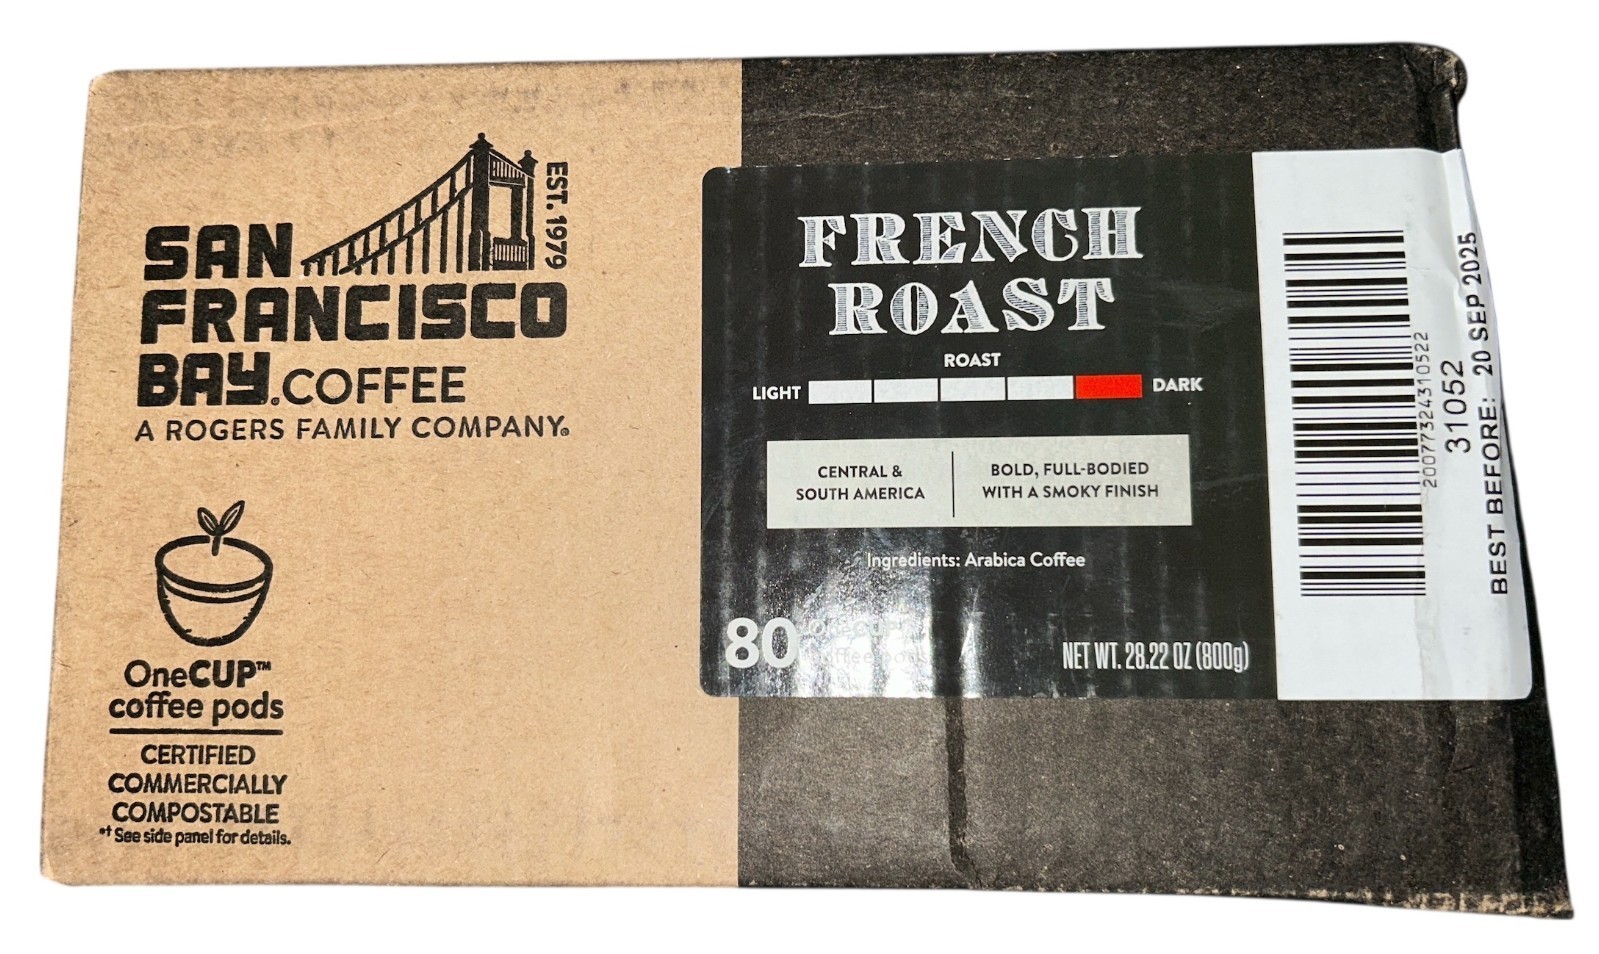 SAN
FRANCISCO
BAY.COFFEE
EST. 1979
A ROGERS FAMILY COMPANY®
OneCUP™
coffee pods
CERTIFIED
COMMERCIALLY
COMPOSTABLE
*† See side panel for details.
FRENCH
ROAST
ROAST
LIGHT
DARK
CENTRAL &
SOUTH AMERICA
BOLD, FULL-BODIED
WITH A SMOKY FINISH
Ingredients: Arabica Coffee
80
NET WT. 28.22 OZ (800g)
20077324310522
31052
BEST BEFORE: 20 SEP 2025